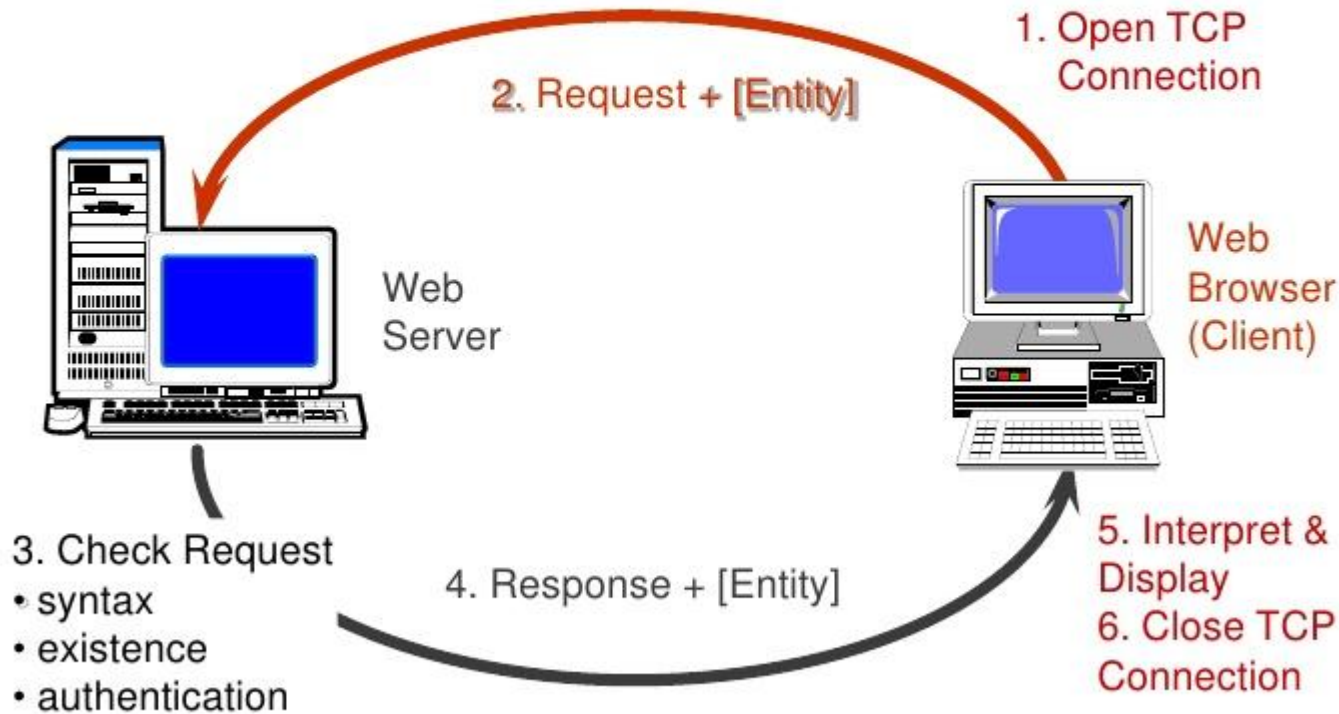 1. Open TCP
Connection
2. Request + [Entity]
Web
Server
Web
Browser
(Client)
3. Check Request
• syntax
• existence
• authentication
4. Response + [Entity]
5. Interpret &
Display
6. Close TCP
Connection